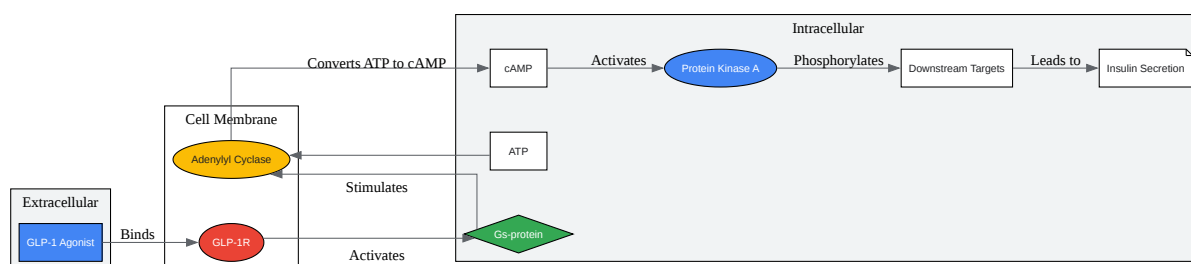 Intracellular
Converts ATP to cAMP
cAMP
Activates
Protein Kinase A
Phosphorylates
Downstream Targets
Leads to
Insulin Secretion
Cell Membrane
Adenylyl Cyclase
ATP
Stimulates
Extracellular
GLP-1 Agonist
Binds
GLP-1R
Activates
Gs-protein